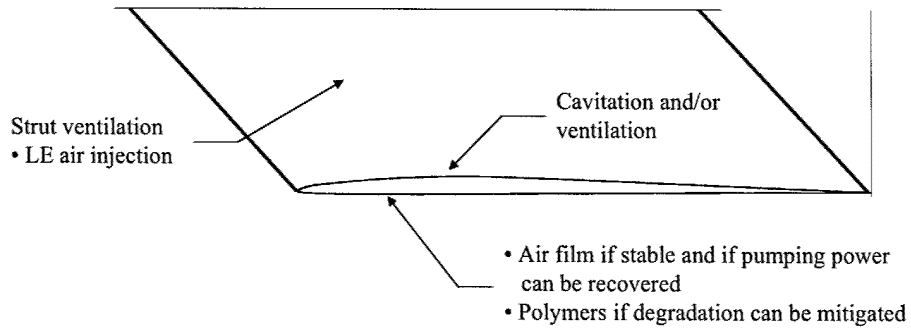 Strut ventilation
• LE air injection
Cavitation and/or
ventilation
• Air film if stable and if pumping power
can be recovered
• Polymers if degradation can be mitigated